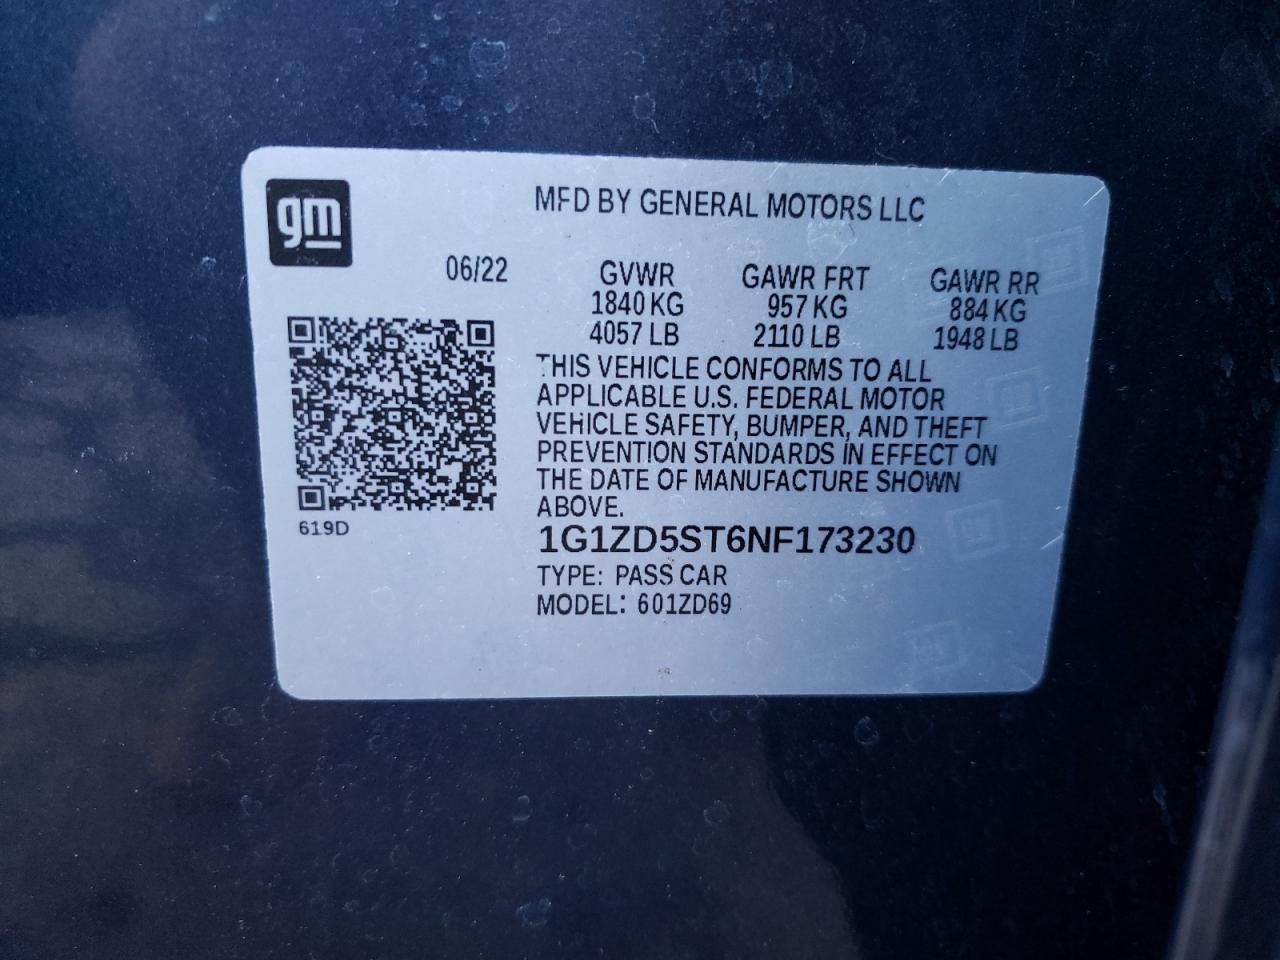 gm
MFD BY GENERAL MOTORS LLC
06/22
GVWR GAWR FRT GAWR RR
1840 KG 957 KG 884 KG
4057 LB 2110 LB 1948 LB
THIS VEHICLE CONFORMS TO ALL
APPLICABLE U.S. FEDERAL MOTOR
VEHICLE SAFETY, BUMPER, AND THEFT
PREVENTION STANDARDS IN EFFECT ON
THE DATE OF MANUFACTURE SHOWN
ABOVE.
619D
1G1ZD5ST6NF173230
TYPE: PASS CAR
MODEL: 601ZD69